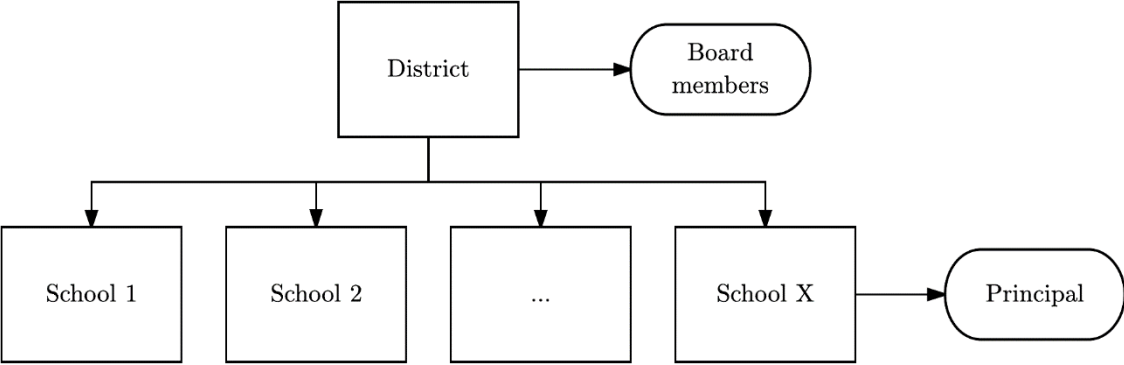 District
Board
members
School 1
School 2
...
School X
Principal